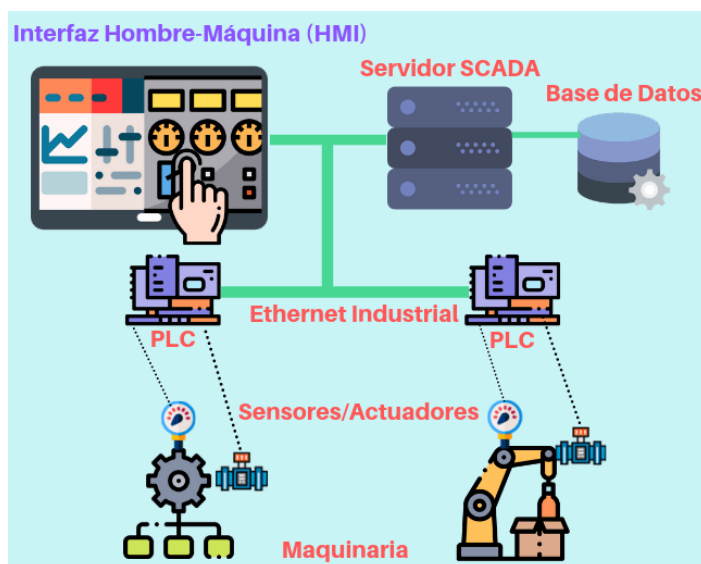 Interfaz Hombre-Máquina (HMI)
Servidor SCADA
Base de Datos
Ethernet Industrial
PLC
PLC
Sensores/Actuadores
Maquinaria